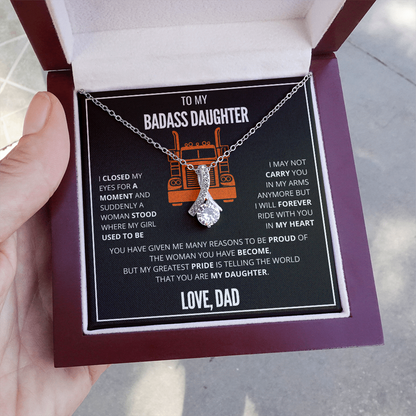 TO MY
BADASS DAUGHTER
I CLOSED MY
EYES FOR A
MOMENT AND
SUDDENLY A
WOMAN STOOD
WHERE MY GIRL
USED TO BE
I MAY NOT
CARRY YOU
IN MY ARMS
ANYMORE BUT
I WILL FOREVER
RIDE WITH YOU
IN MY HEART
YOU HAVE GIVEN ME MANY REASONS TO BE PROUD OF
THE WOMAN YOU HAVE BECOME,
BUT MY GREATEST PRIDE IS TELLING THE WORLD
THAT YOU ARE MY DAUGHTER.
LOVE, DAD